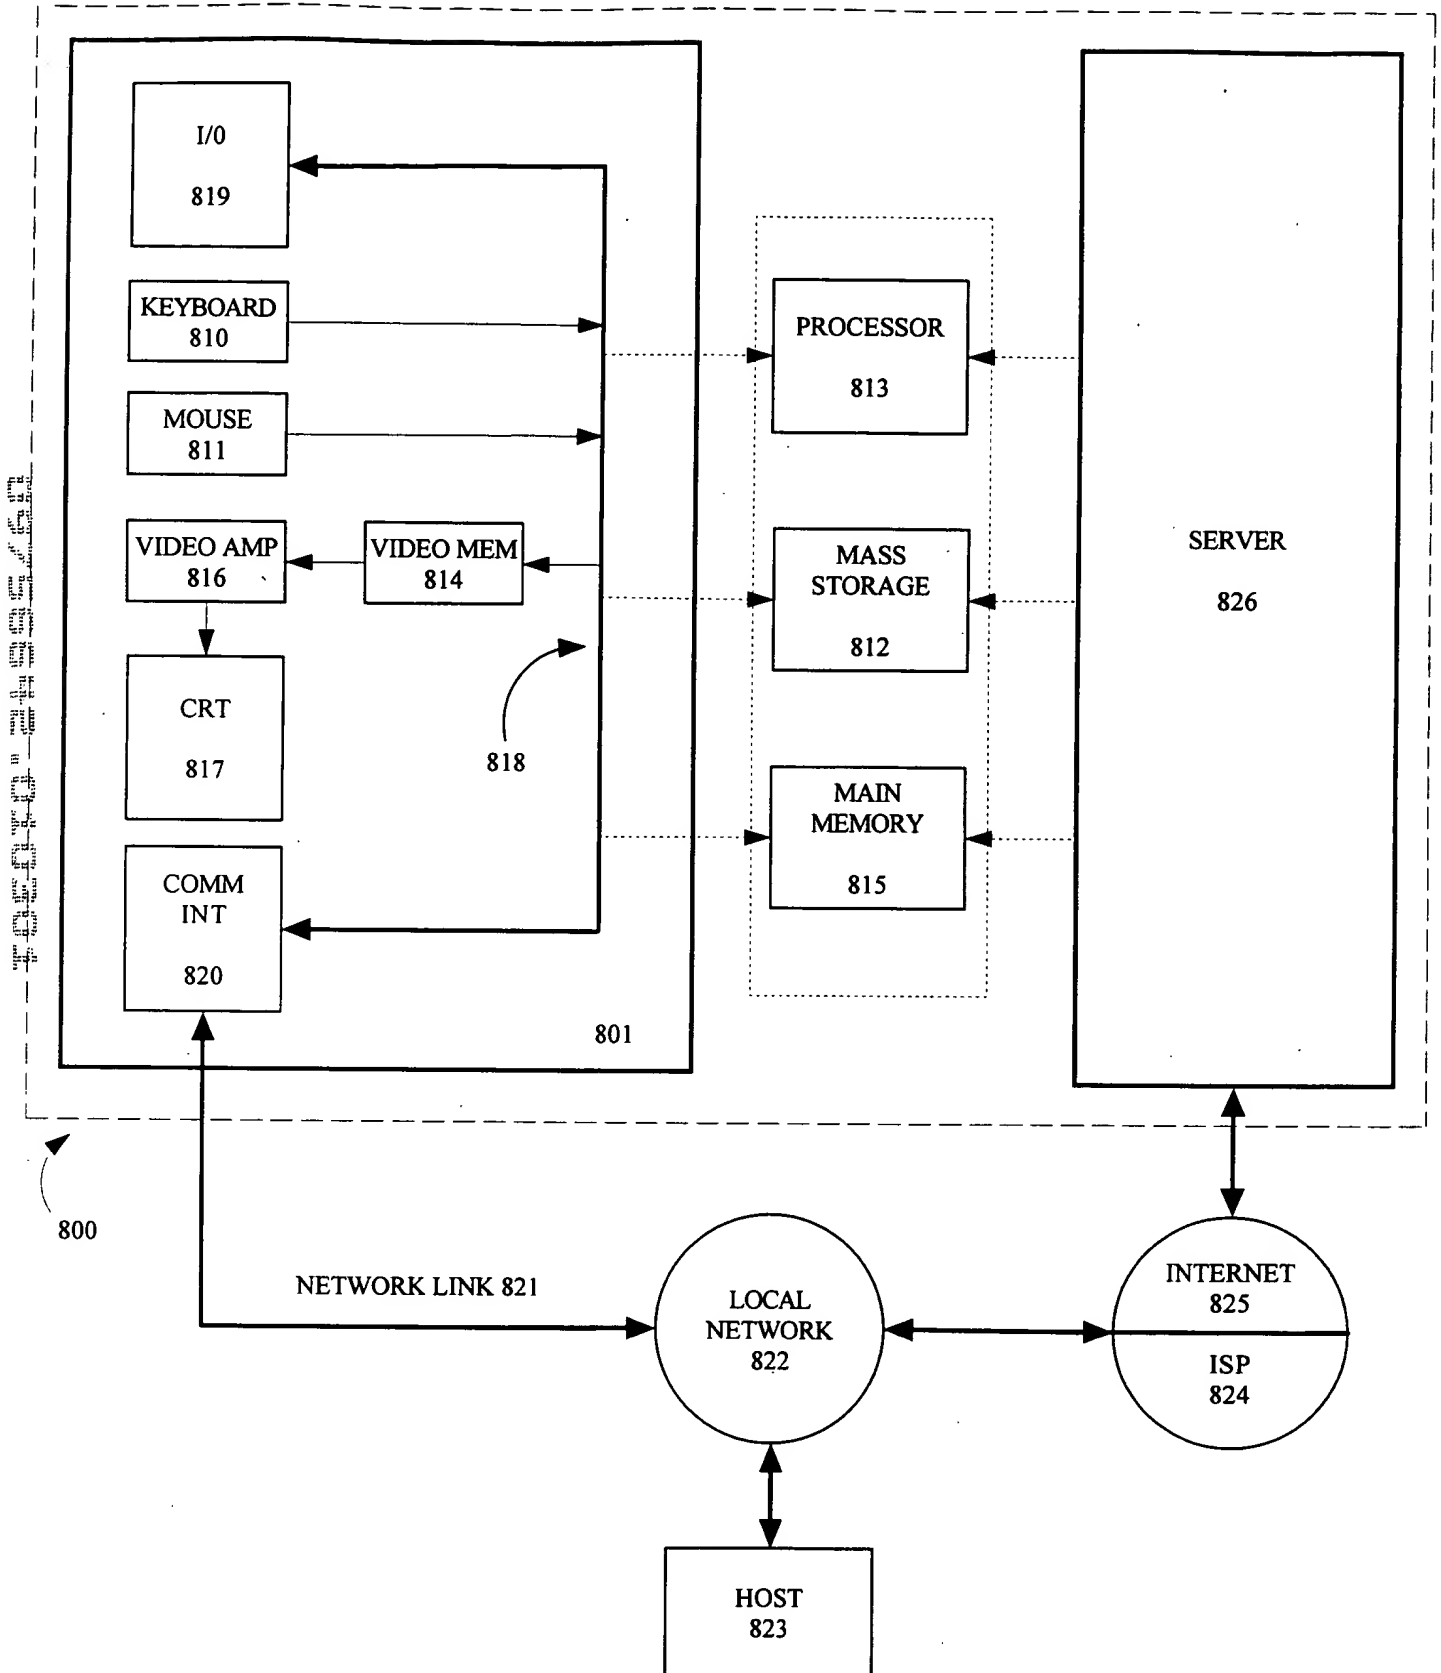 I/0
819
KEYBOARD
810
MOUSE
811
VIDEO AMP
816
VIDEO MEM
814
CRT
817
818
COMM
INT
820
801
PROCESSOR
813
MASS
STORAGE
812
MAIN
MEMORY
815
SERVER
826
800
NETWORK LINK 821
LOCAL
NETWORK
822
INTERNET
825
ISP
824
HOST
823